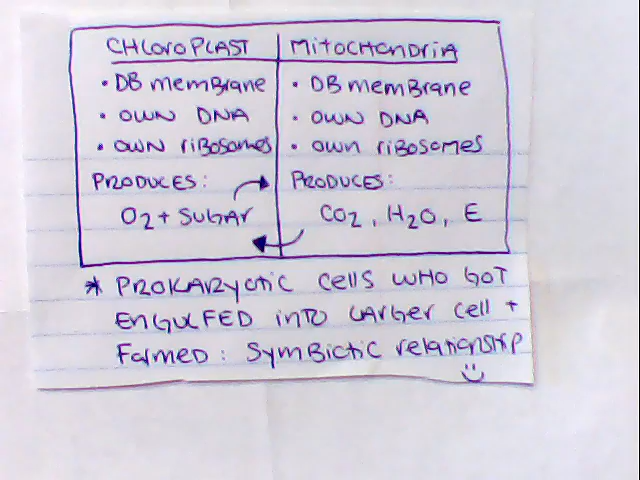 CHLOROPLAST
• DB MEMBRANE
• OWN DNA
• OWN RIBOSOMES
PRODUCES:
O2 + SUGAR
MITOCHONDRIA
• DB MEMBRANE
• OWN DNA
• OWN RIBOSOMES
PRODUCES:
CO2, H2O, E
* PROKARYOTIC CELLS WHO GOT
ENGULFED INTO LARGER CELL +
FORMED: SYMBIOTIC RELATIONSHIP